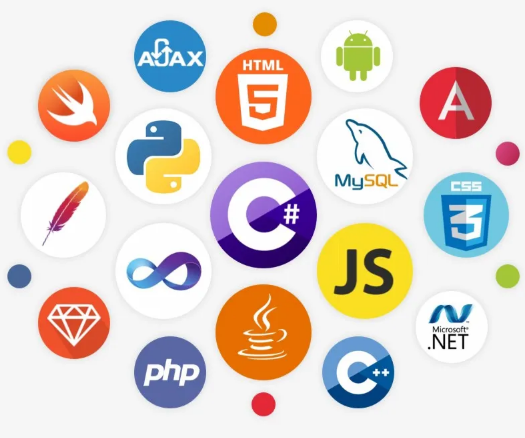 AJAX
HTML
5
A
MySQL
CSS
3
C#
JS
Microsoft®
.NET
php
C++